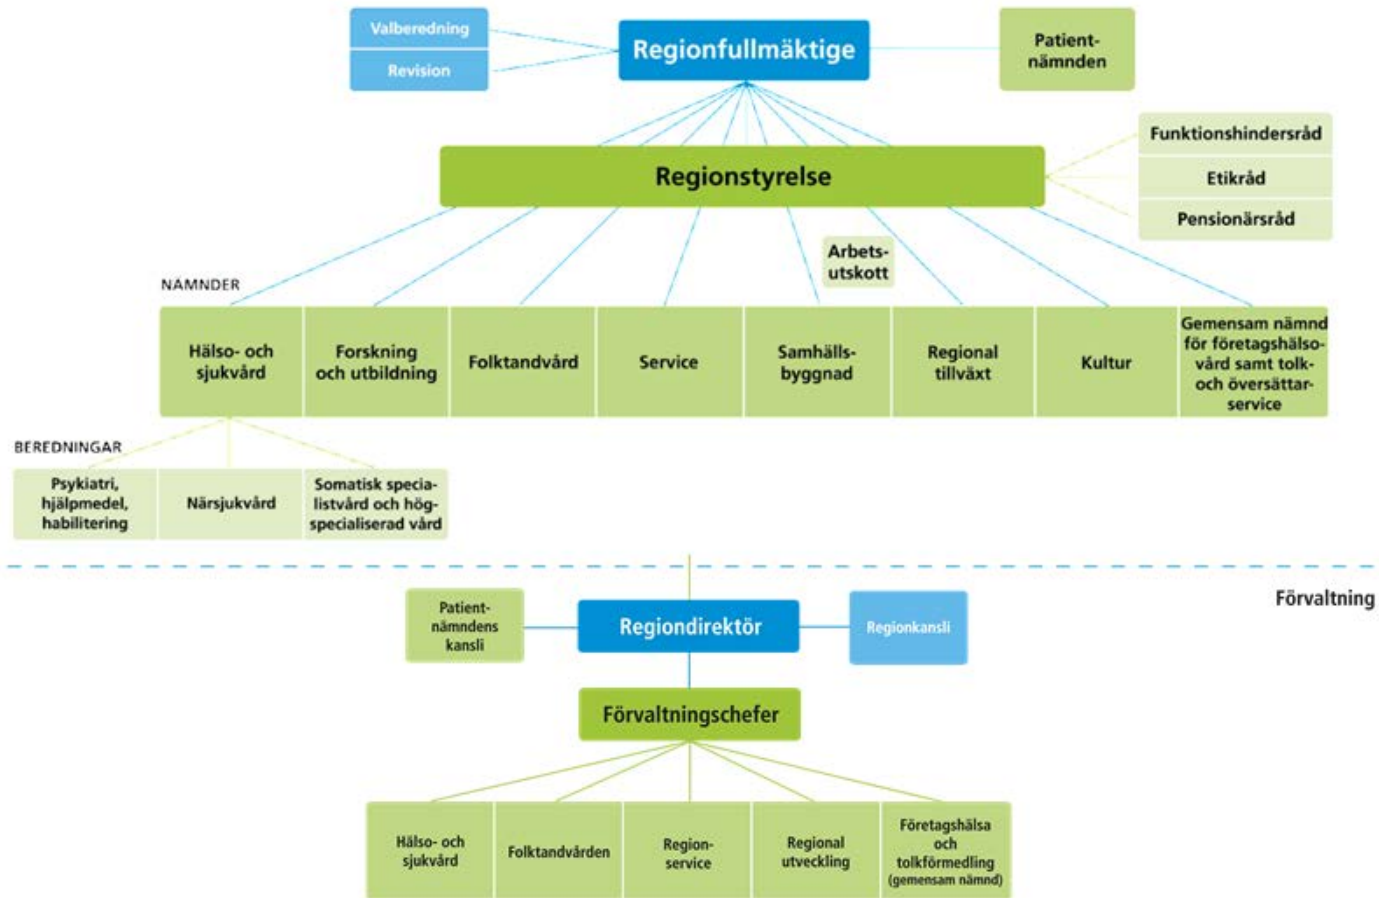 Valberedning
Revision
Regionfullmäktige
Patient-
nämnden
Funktionshindersråd
Etikråd
Pensionärsråd
Regionstyrelse
Arbets-
utskott
NÄMNDER
Hälso- och
sjukvård
Forskning
och utbildning
Folktandvård
Service
Samhälls-
byggnad
Regional
tillväxt
Kultur
Gemensam nämnd
för företagshälso-
vård samt tolk-
och översättar-
service
BEREDNINGAR
Psykiatri,
hjälpmedel,
habilitering
Närsjukvård
Somatisk specia-
listvård och hög-
specialiserad vård
Förvaltning
Patient-
nämndens
kansli
Regiondirektör
Regionkansli
Förvaltningschefer
Hälso- och
sjukvård
Folktandvården
Region-
service
Regional
utveckling
Företagshälsa
och
tolkförmedling
(gemensam nämnd)